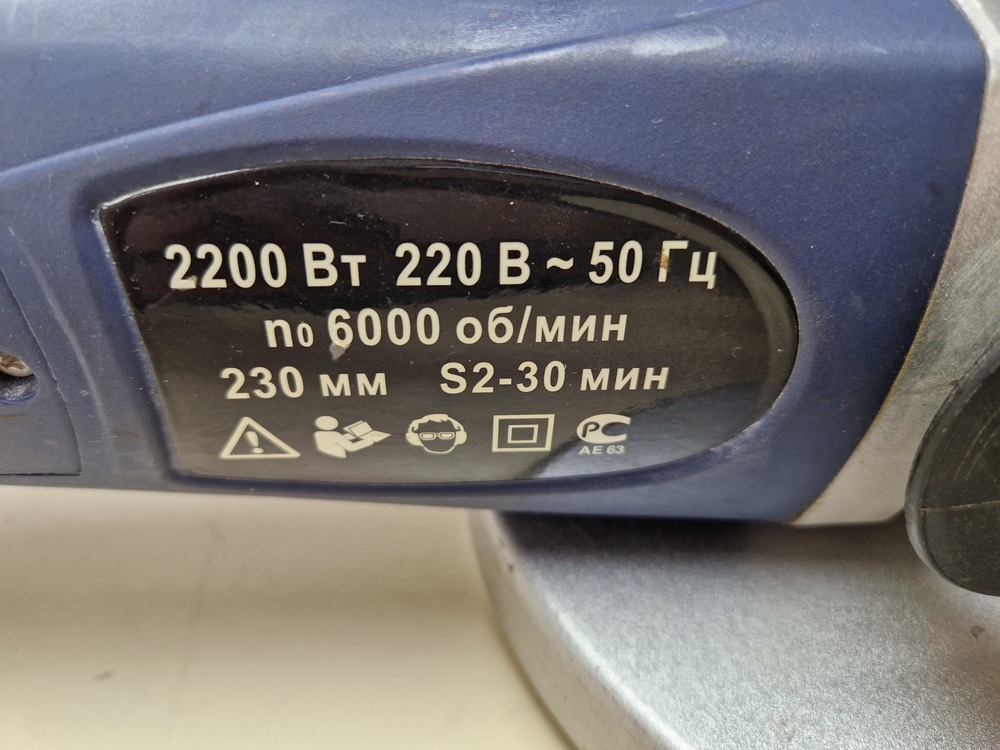 2200 Вт 220 В ~ 50 Гц
n₀ 6000 об/мин
230 мм S2-30 мин
РС
АЕ 63